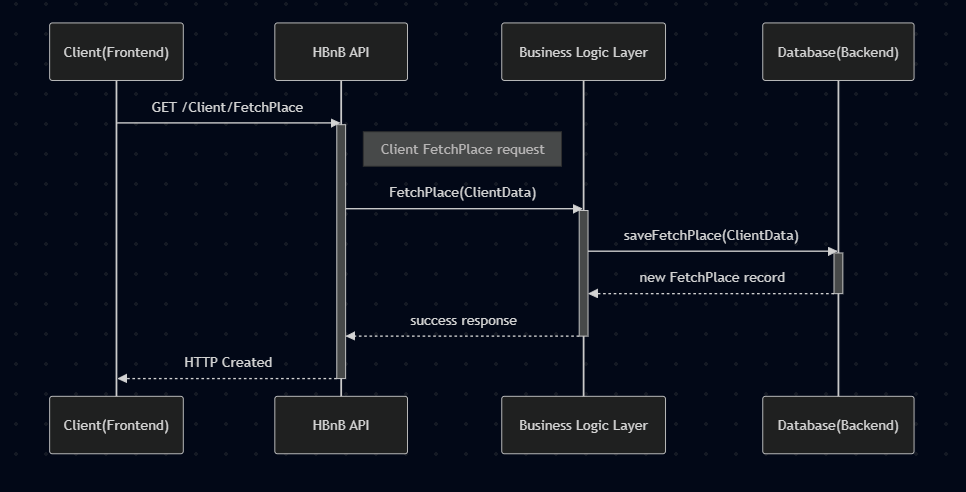 Client(Frontend)
HBnB API
Business Logic Layer
Database(Backend)
GET /Client/FetchPlace
Client FetchPlace request
FetchPlace(ClientData)
saveFetchPlace(ClientData)
new FetchPlace record
success response
HTTP Created
Client(Frontend)
HBnB API
Business Logic Layer
Database(Backend)